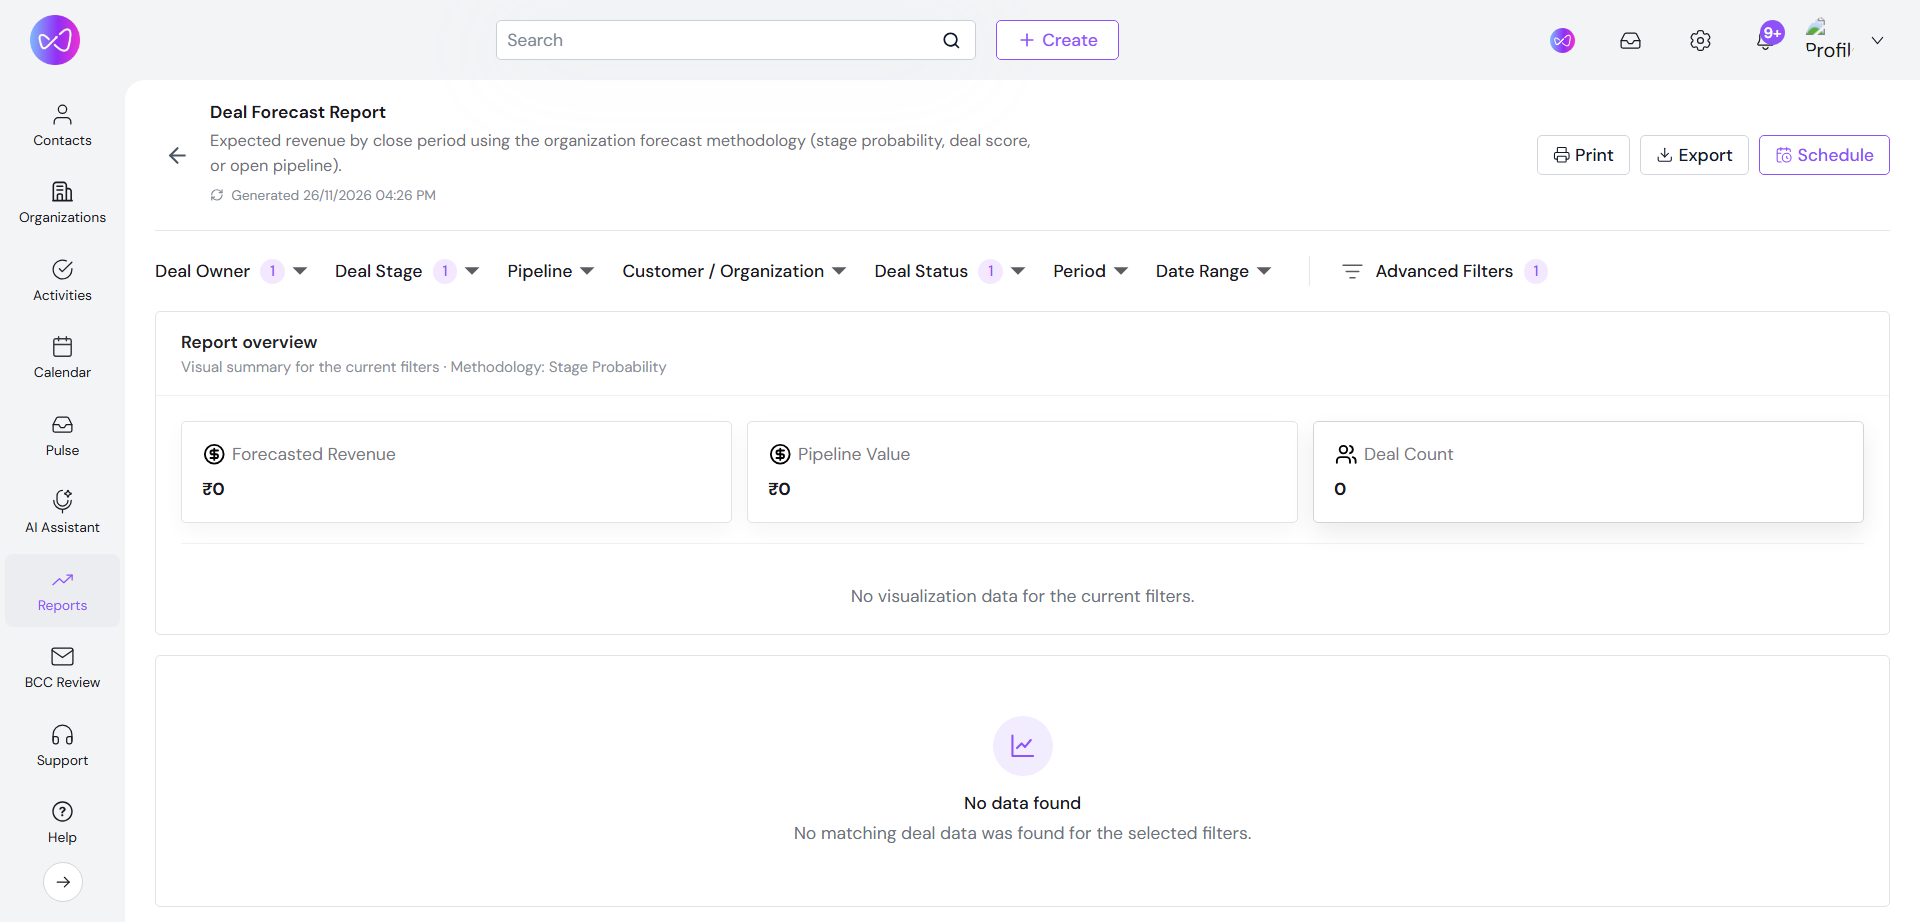 Search
Create
9+
Profil
Contacts
Organizations
Activities
Calendar
Pulse
AI Assistant
Reports
BCC Review
Support
Help
Deal Forecast Report
Expected revenue by close period using the organization forecast methodology (stage probability, deal score,
or open pipeline).
Generated 26/11/2026 04:26 PM
Print
Export
Schedule
Deal Owner 1
Deal Stage 1
Pipeline
Customer / Organization
Deal Status 1
Period
Date Range
Advanced Filters 1
Report overview
Visual summary for the current filters · Methodology: Stage Probability
Forecasted Revenue
₹0
Pipeline Value
₹0
Deal Count
0
No visualization data for the current filters.
No data found
No matching deal data was found for the selected filters.